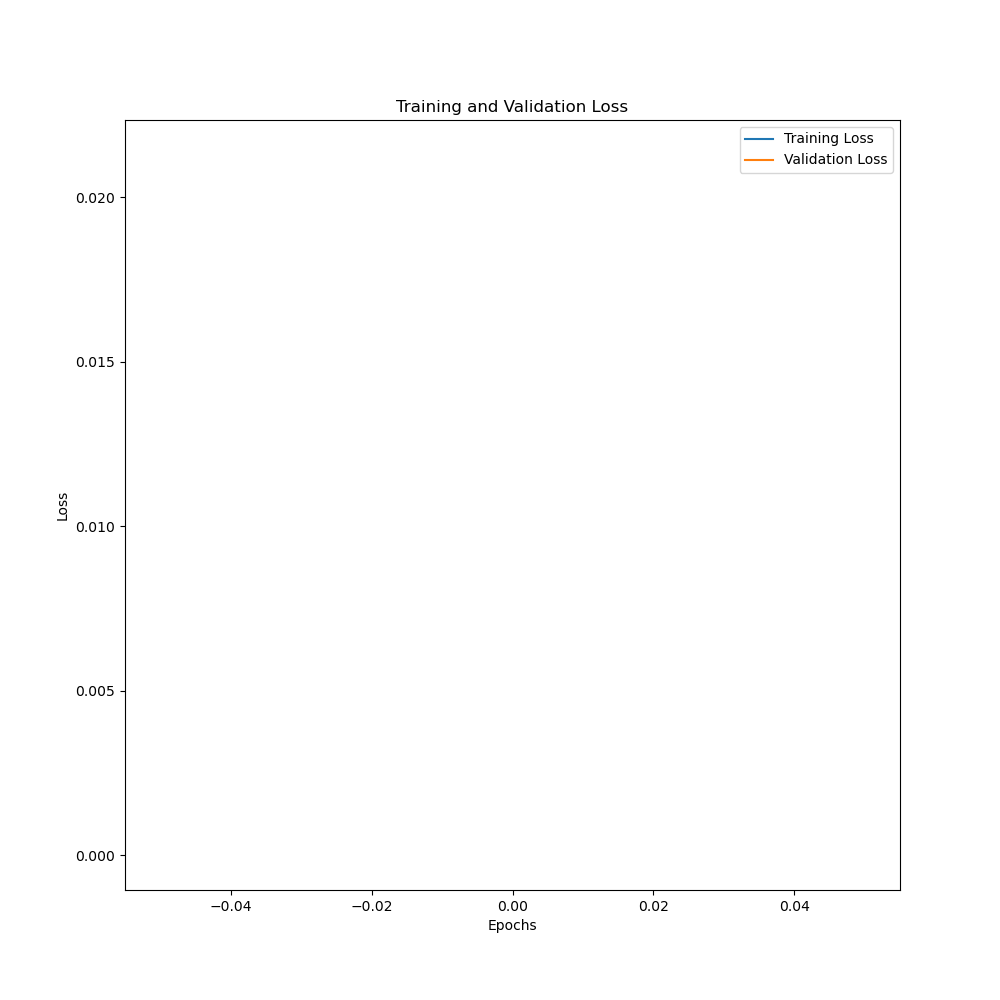 Training and Validation Loss
Training Loss
Validation Loss
0.020
0.015
0.010
0.005
0.000
Loss
−0.04 −0.02 0.00 0.02 0.04
Epochs